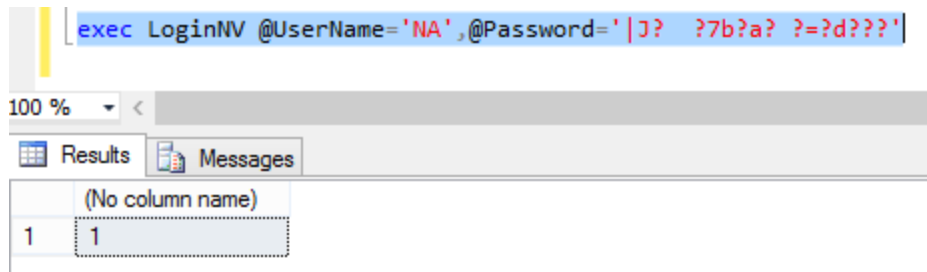 exec LoginNV @UserName='NA',@Password='|J?  ?7b?a? ?=?d???'
100 %
Results Messages
(No column name)
1 1